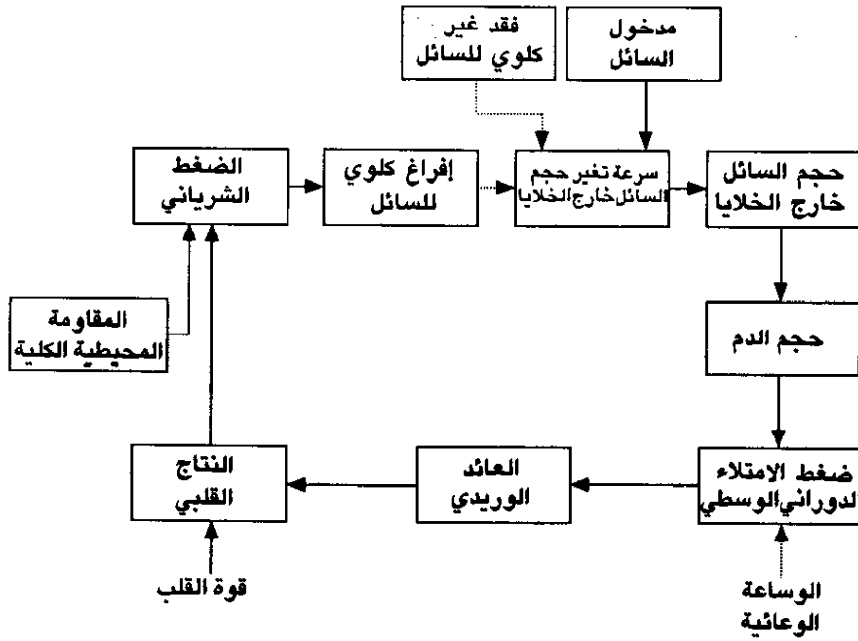 مدخول
السائل
فقد غير
كلوي للسائل
حجم السائل
خارج الخلايا
سرعة تغير حجم
السائل خارج الخلايا
إفراغ كلوي
للسائل
الضغط
الشرياني
المقاومة
المحيطية الكلية
حجم الدم
ضغط الامتلاء
لدوراني الوسطي
العائد
الوريدي
النتاج
القلبي
الوساعة
الوعائية
قوة القلب